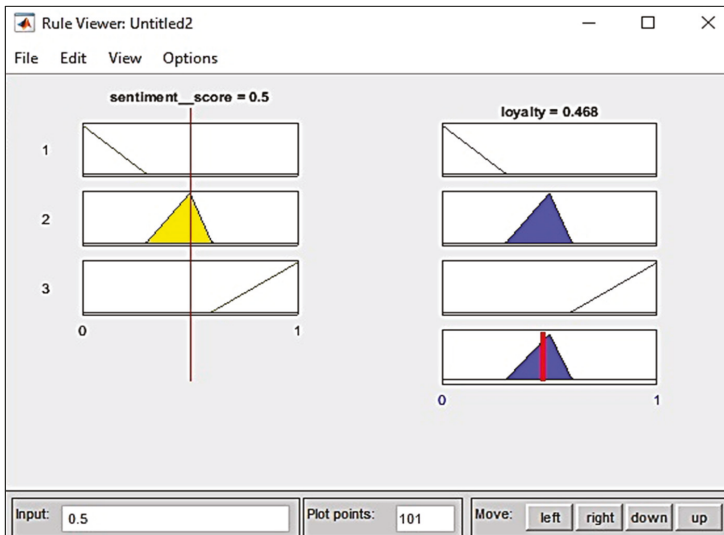 Rule Viewer: Untitled2
File Edit View Options
sentiment__score = 0.5
loyalty = 0.468
1
2
3
0 1
0 1
Input: 0.5 Plot points: 101 Move: left right down up